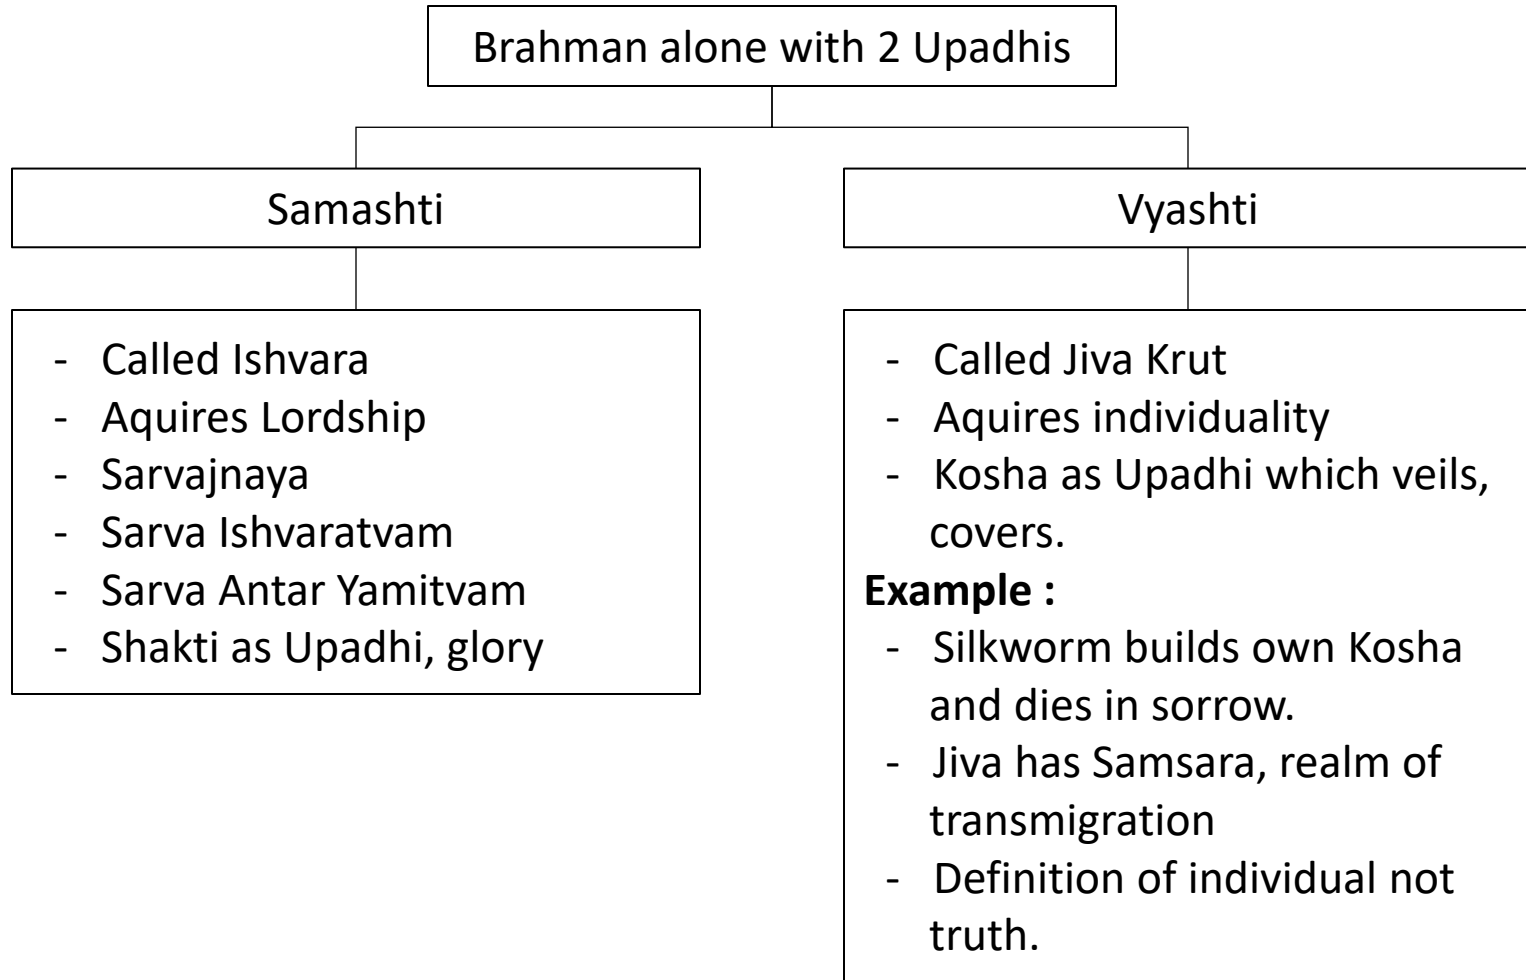 Brahman alone with 2 Upadhis
Samashti
- Called Ishvara
- Aquires Lordship
- Sarvajnaya
- Sarva Ishvaratvam
- Sarva Antar Yamitvam
- Shakti as Upadhi, glory
Vyashti
- Called Jiva Krut
- Aquires individuality
- Kosha as Upadhi which veils,
covers.
Example :
- Silkworm builds own Kosha
and dies in sorrow.
- Jiva has Samsara, realm of
transmigration
- Definition of individual not
truth.